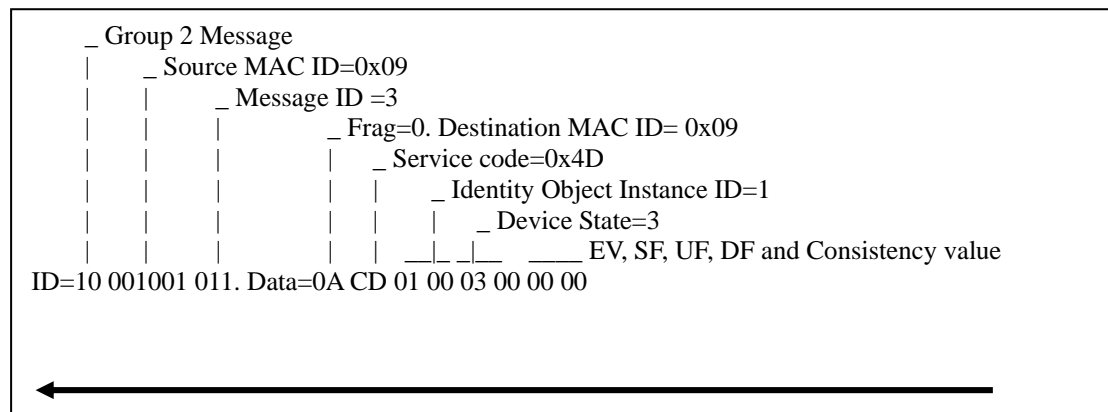 _ Group 2 Message
| _ Source MAC ID=0x09
| | _ Message ID =3
| | | _ Frag=0. Destination MAC ID= 0x09
| | | | _ Service code=0x4D
| | | | | _ Identity Object Instance ID=1
| | | | | | _ Device State=3
| | | | | __|_ _|__ ____ EV, SF, UF, DF and Consistency value
ID=10 001001 011. Data=0A CD 01 00 03 00 00 00